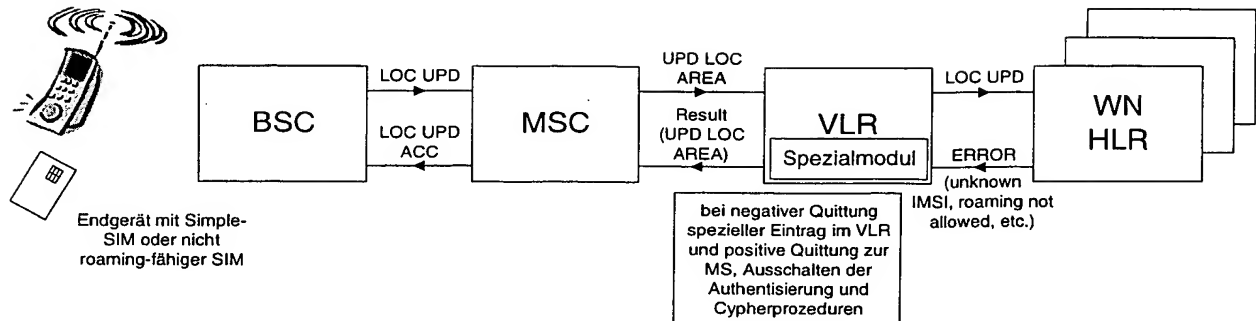 LOC UPD
UPD LOC
AREA
LOC UPD
BSC
MSC
VLR
WN
HLR
LOC UPD
ACC
Result
(UPD LOC
AREA)
Spezialmodul
ERROR
(unknown
IMSI, roaming not
allowed, etc.)
Endgerät mit Simple-
SIM oder nicht
roaming-fähiger SIM
bei negativer Quittung
spezieller Eintrag im VLR
und positive Quittung zur
MS, Ausschalten der
Authentisierung und
Cypherprozeduren